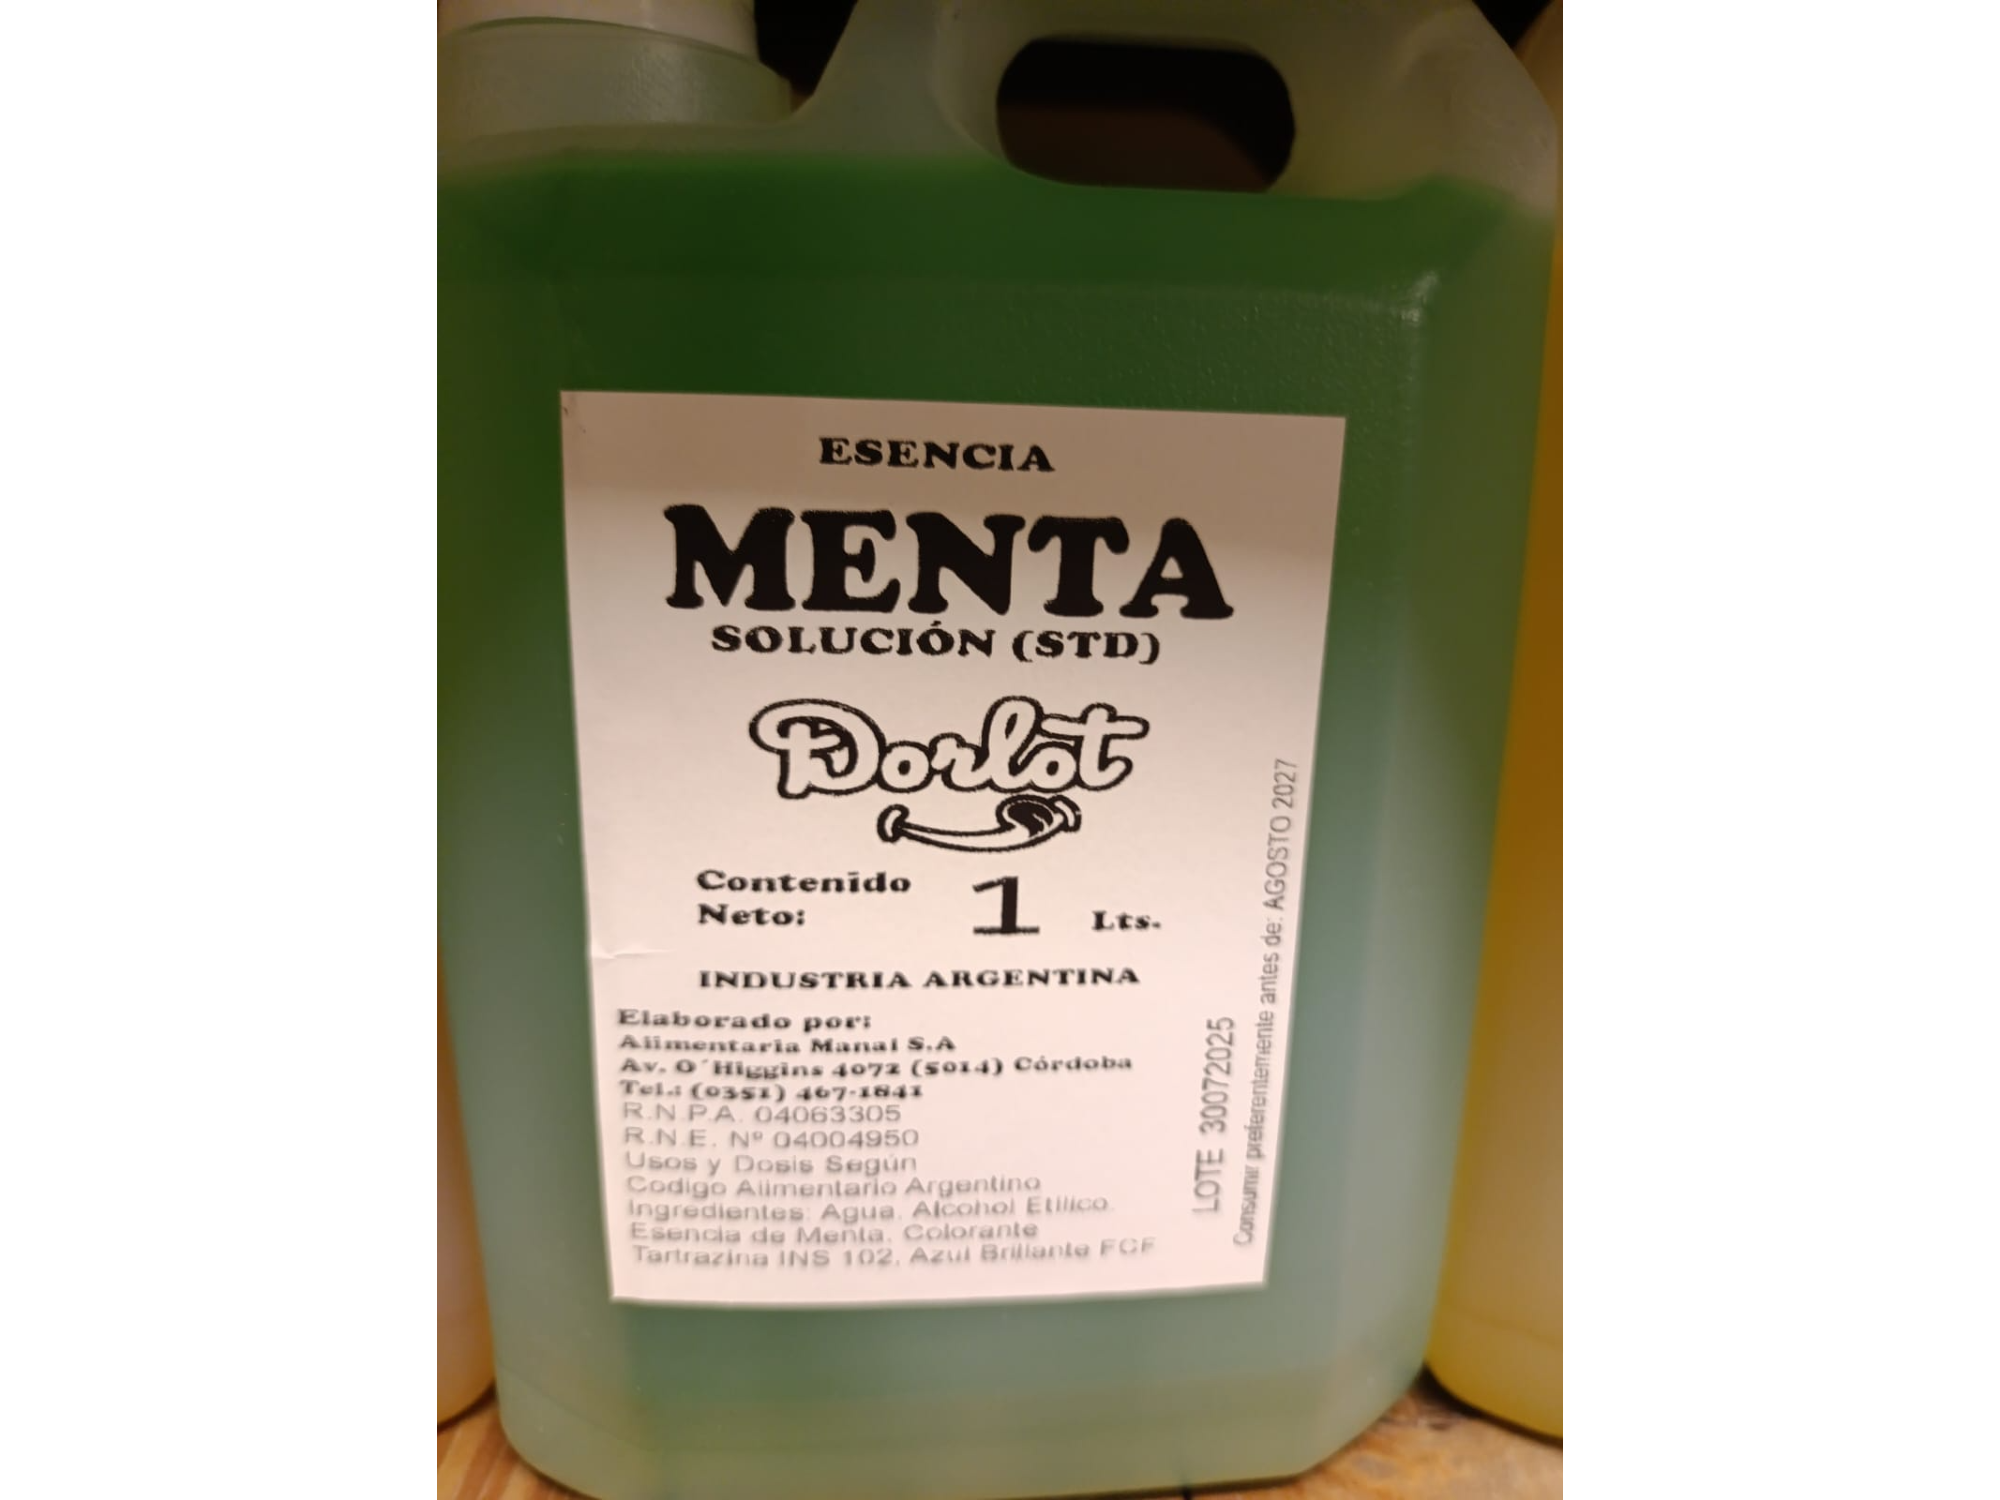 ESENCIA
MENTA
SOLUCIÓN (STD)
Dorlot
Contenido
Neto: 1 Lts.
INDUSTRIA ARGENTINA
Elaborado por:
Alimentaria Manal S.A
Av. O´Higgins 4072 (5014) Córdoba
Tel.: (0351) 467-1841
R.N.P.A. 04063305
R.N.E. Nº 04004950
Usos y Dosis Según
Codigo Alimentario Argentino
Ingredientes: Agua, Alcohol Etilico,
Esencia de Menta, Colorante
Tartrazina INS 102, Azul Brillante FCF
LOTE 30072025
Consumir preferentemente antes de: AGOSTO 2027